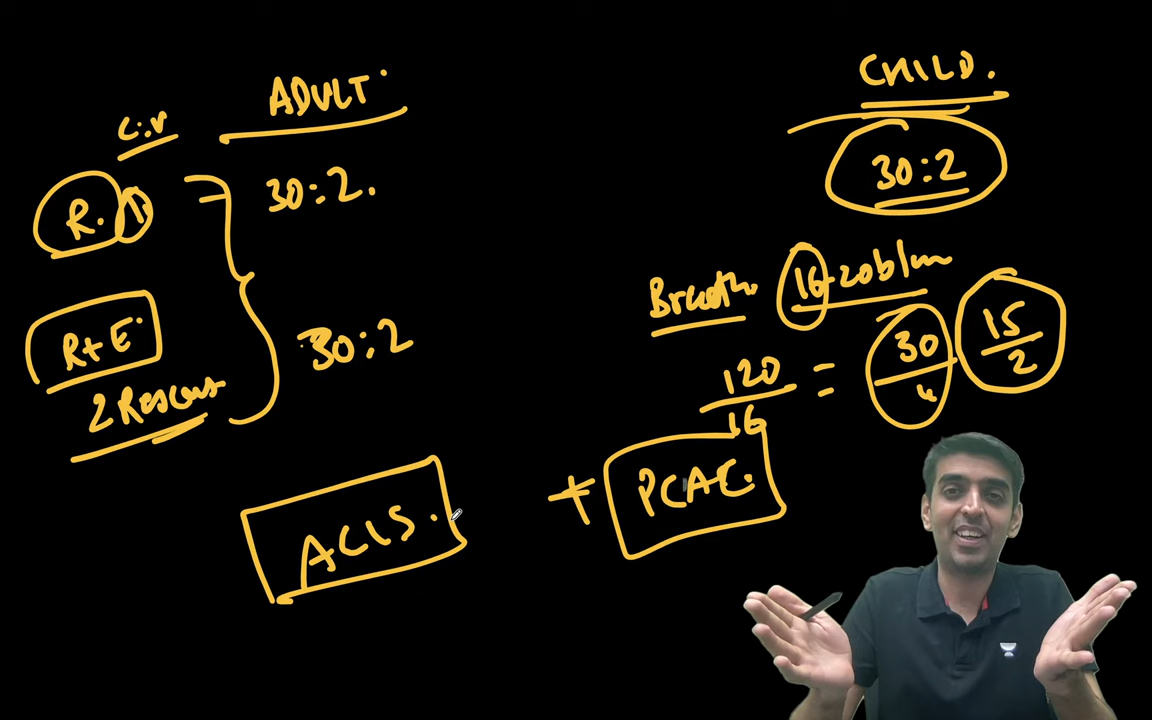 C:V
ADULT.
R. 1
30:2.
R+E.
2 Rescuer
30:2
ACLS.
CHILD.
30:2
Breath. 16-20b/m
120/16 = 30/4 15/2
+ PCAC.